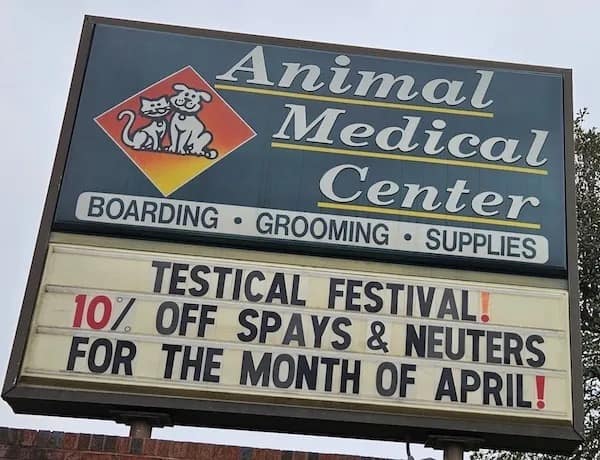 Animal
Medical
Center
BOARDING • GROOMING • SUPPLIES
TESTICAL FESTIVAL!
10% OFF SPAYS & NEUTERS
FOR THE MONTH OF APRIL!